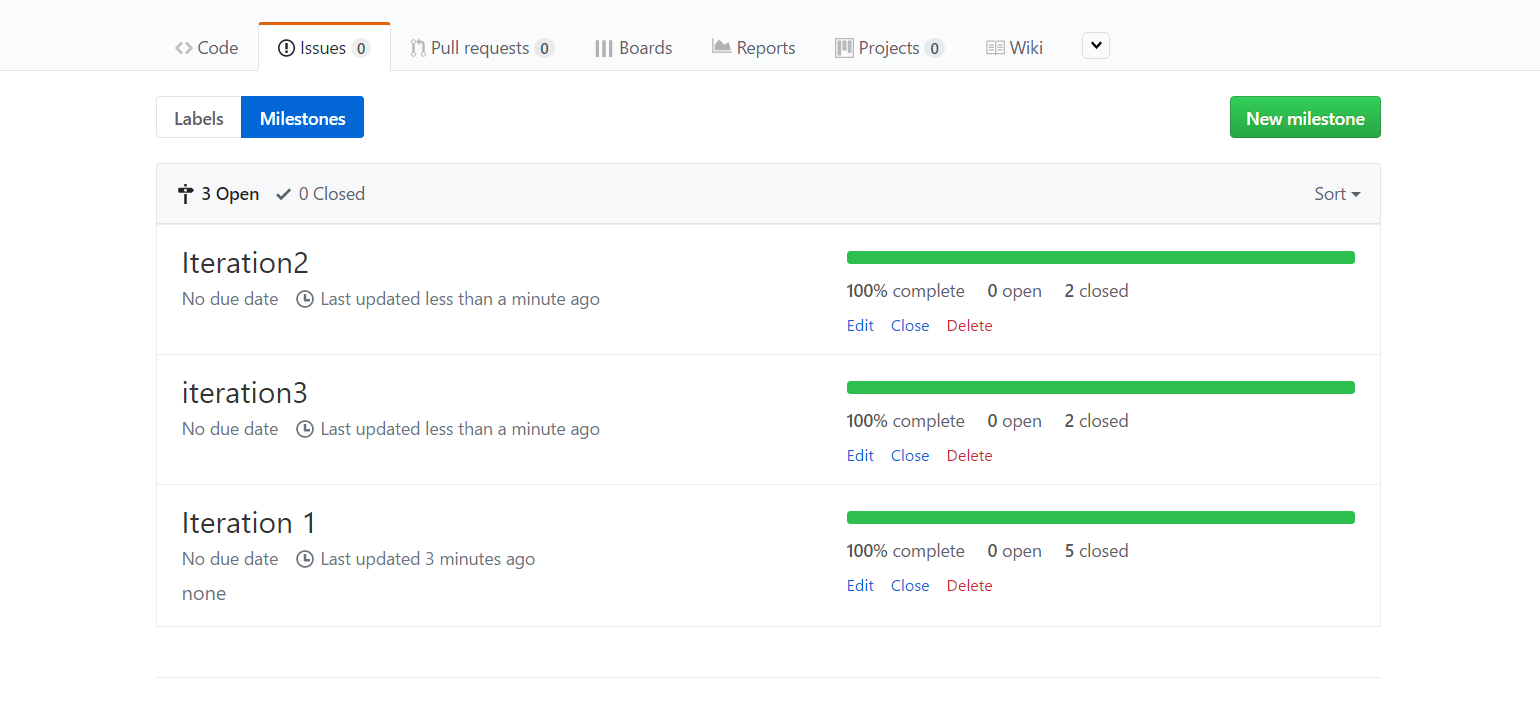 Code Issues 0 Pull requests 0 Boards Reports Projects 0 Wiki
Labels Milestones New milestone
3 Open 0 Closed Sort
Iteration2
No due date Last updated less than a minute ago
100% complete 0 open 2 closed
Edit Close Delete
iteration3
No due date Last updated less than a minute ago
100% complete 0 open 2 closed
Edit Close Delete
Iteration 1
No due date Last updated 3 minutes ago
none
100% complete 0 open 5 closed
Edit Close Delete